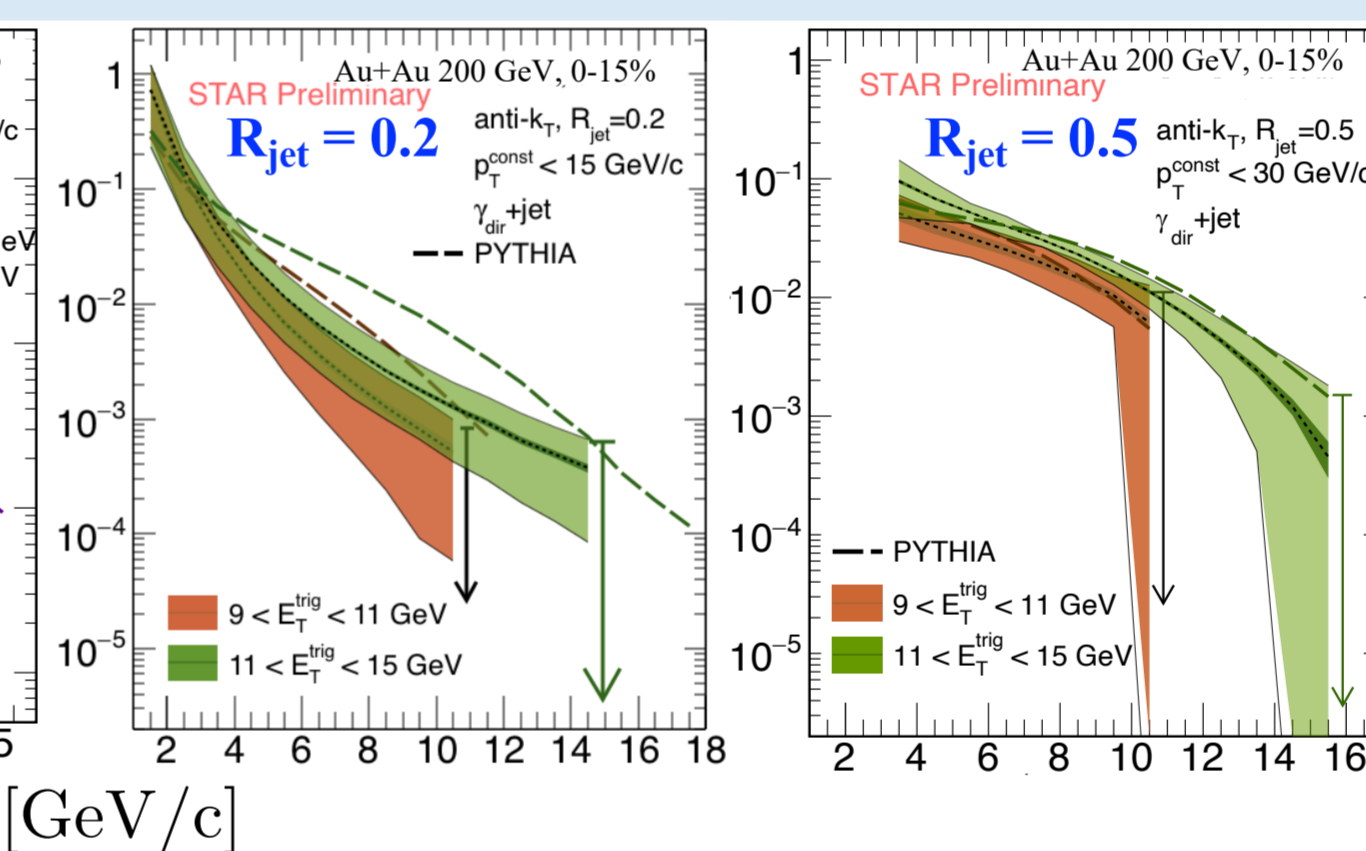 /c
eV
V
5
Au+Au 200 GeV, 0-15%
STAR Preliminary
R_jet = 0.2
anti-k_T, R_jet=0.2
p_T^const < 15 GeV/c
γ_dir+jet
PYTHIA
1
10^−1
10^−2
10^−3
10^−4
10^−5
9 < E_T^trig < 11 GeV
11 < E_T^trig < 15 GeV
2 4 6 8 10 12 14 16 18
Au+Au 200 GeV, 0-15%
STAR Preliminary
R_jet = 0.5
anti-k_T, R_jet=0.5
p_T^const < 30 GeV/c
γ_dir+jet
1
10^−1
10^−2
10^−3
10^−4
10^−5
PYTHIA
9 < E_T^trig < 11 GeV
11 < E_T^trig < 15 GeV
2 4 6 8 10 12 14 16
[GeV/c]